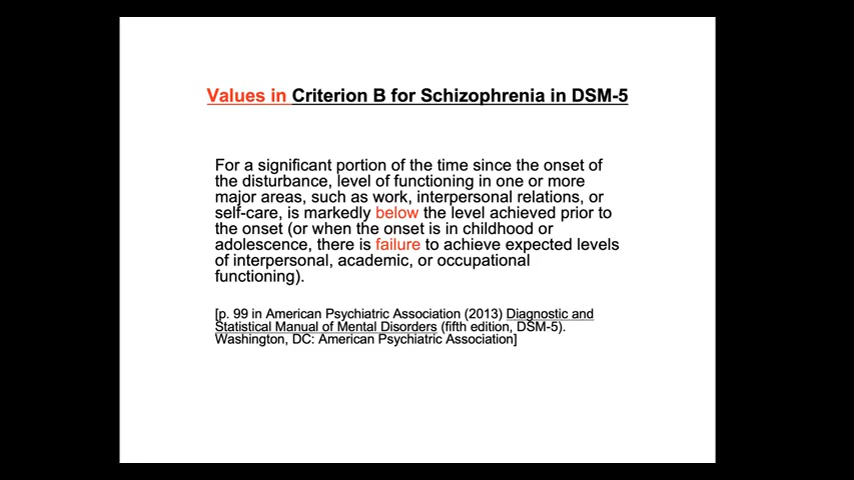 Values in Criterion B for Schizophrenia in DSM-5
For a significant portion of the time since the onset of
the disturbance, level of functioning in one or more
major areas, such as work, interpersonal relations, or
self-care, is markedly below the level achieved prior to
the onset (or when the onset is in childhood or
adolescence, there is failure to achieve expected levels
of interpersonal, academic, or occupational
functioning).
[p. 99 in American Psychiatric Association (2013) Diagnostic and
Statistical Manual of Mental Disorders (fifth edition, DSM-5).
Washington, DC: American Psychiatric Association]